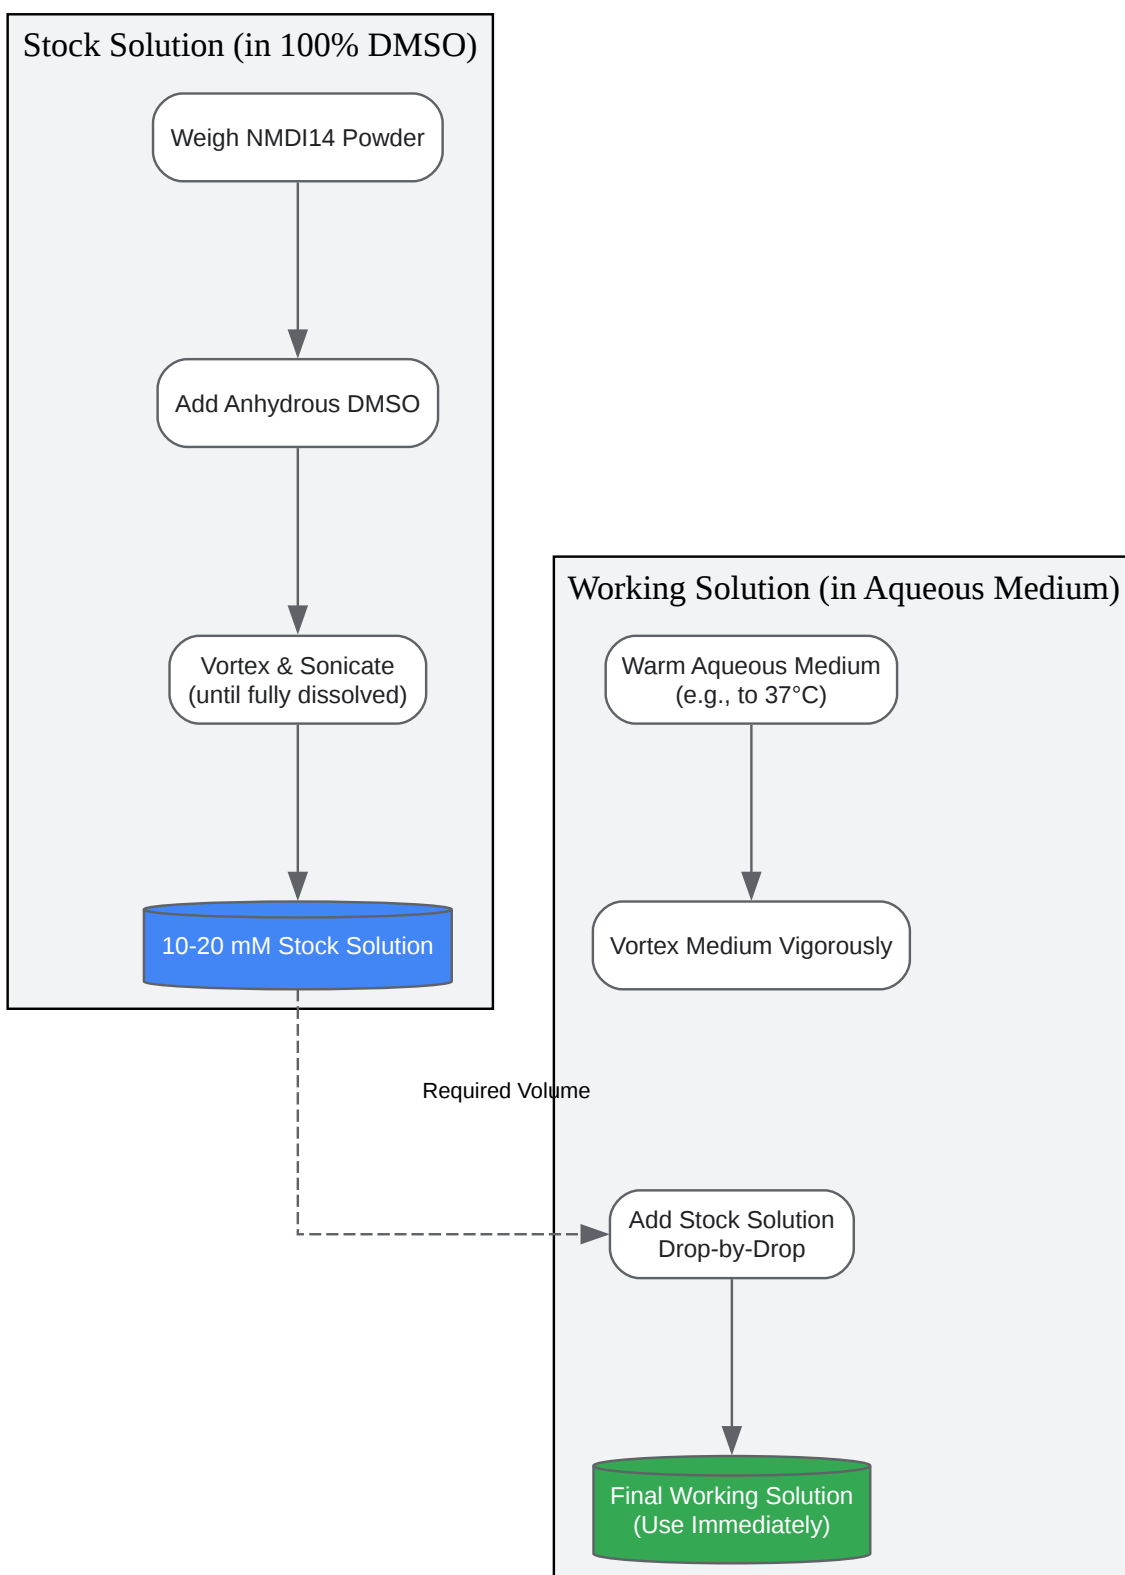 Stock Solution (in 100% DMSO)
Weigh NMDI14 Powder
Add Anhydrous DMSO
Vortex & Sonicate
(until fully dissolved)
10-20 mM Stock Solution
Required Volume
Working Solution (in Aqueous Medium)
Warm Aqueous Medium
(e.g., to 37°C)
Vortex Medium Vigorously
Add Stock Solution
Drop-by-Drop
Final Working Solution
(Use Immediately)